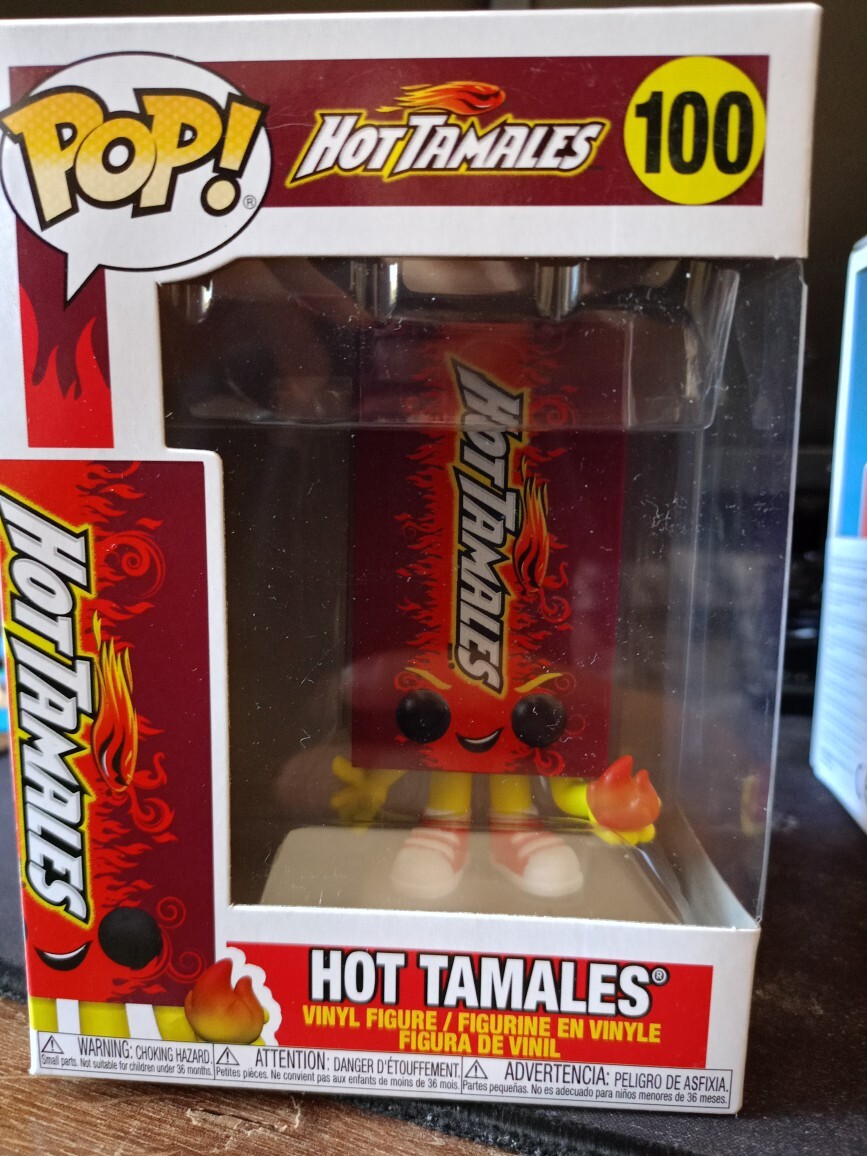 POP!®
HOT TAMALES
100
HOT TAMALES
HOT TAMALES
HOT TAMALES®
VINYL FIGURE / FIGURINE EN VINYLE
FIGURA DE VINIL
WARNING: CHOKING HAZARD.
Small parts. Not suitable for children under 36 months.
ATTENTION: DANGER D'ÉTOUFFEMENT.
Petites pièces. Ne convient pas aux enfants de moins de 36 mois.
ADVERTENCIA: PELIGRO DE ASFIXIA.
Partes pequeñas. No es adecuado para niños menores de 36 meses.